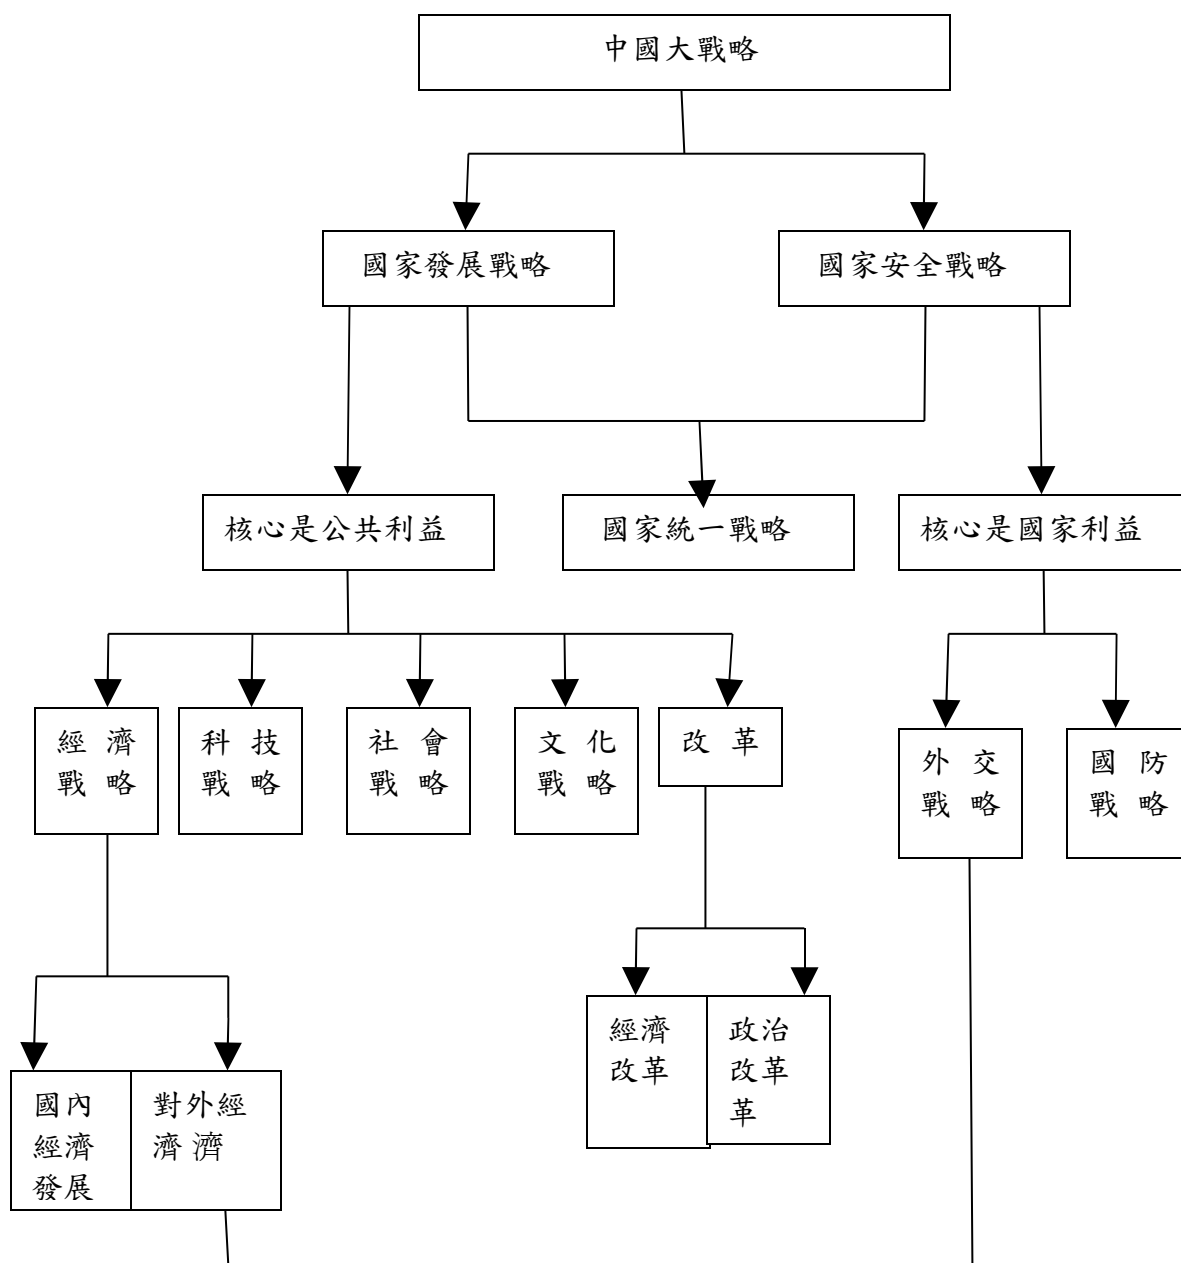 中國大戰略
國家發展戰略
國家安全戰略
核心是公共利益
國家統一戰略
核心是國家利益
經濟
戰略
科技
戰略
社會
戰略
文化
戰略
改革
外交
戰略
國防
戰略
經濟
改革
政治
改革
革
國內
經濟
發展
對外經
濟濟